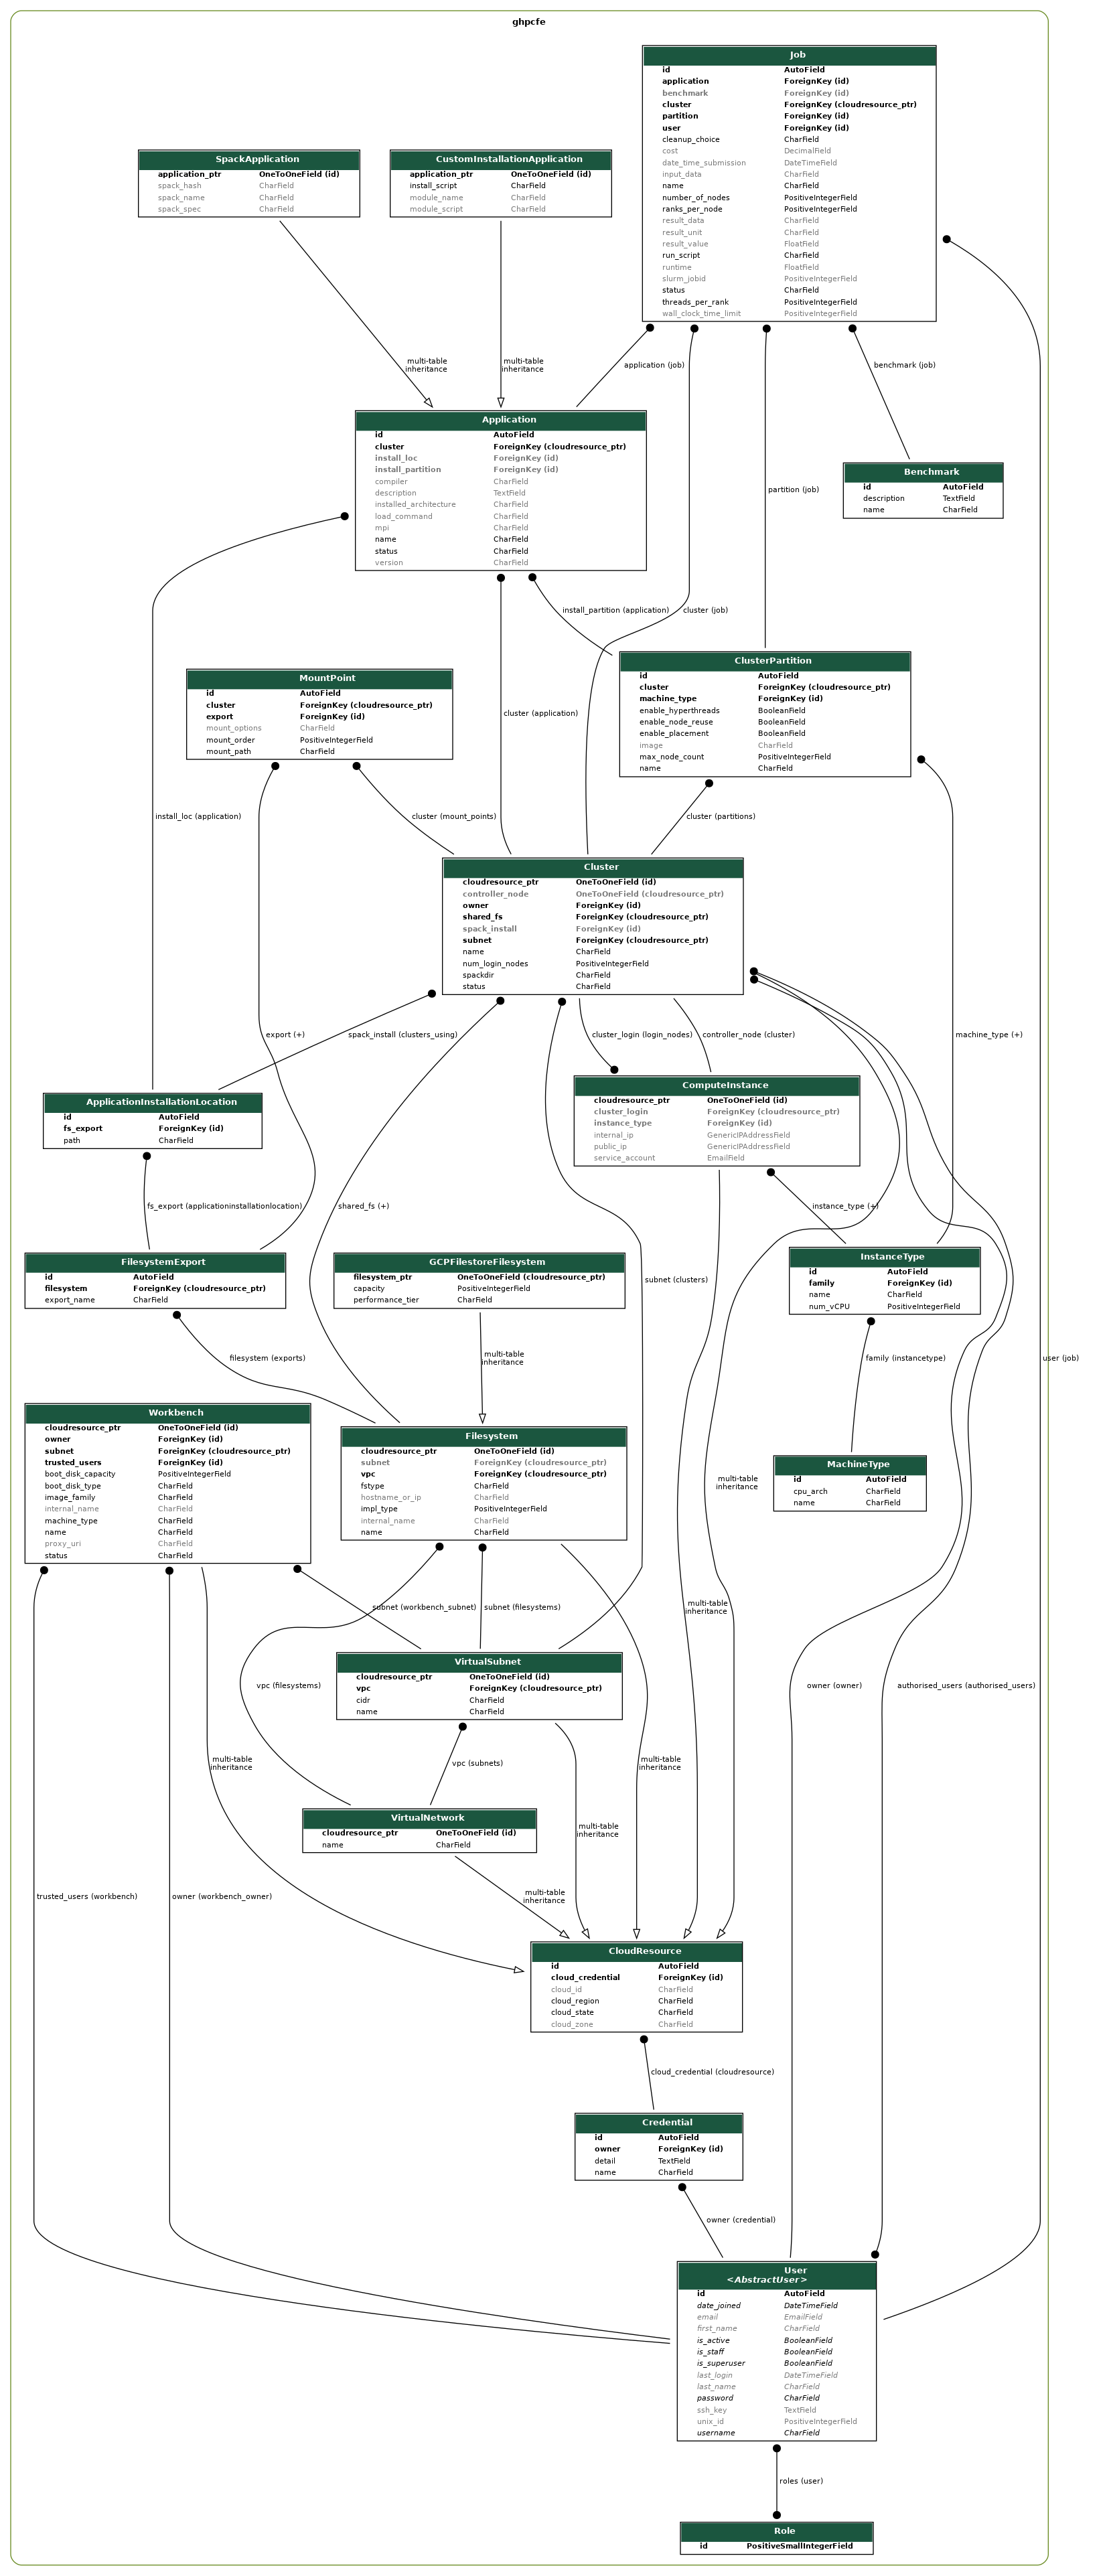 ghpcfe
Job
id AutoField
application ForeignKey (id)
benchmark ForeignKey (id)
cluster ForeignKey (cloudresource_ptr)
partition ForeignKey (id)
user ForeignKey (id)
cleanup_choice CharField
cost DecimalField
date_time_submission DateTimeField
input_data CharField
name CharField
number_of_nodes PositiveIntegerField
ranks_per_node PositiveIntegerField
result_data CharField
result_unit CharField
result_value FloatField
run_script CharField
runtime FloatField
slurm_jobid PositiveIntegerField
status CharField
threads_per_rank PositiveIntegerField
wall_clock_time_limit PositiveIntegerField
SpackApplication
application_ptr OneToOneField (id)
spack_hash CharField
spack_name CharField
spack_spec CharField
CustomInstallationApplication
application_ptr OneToOneField (id)
install_script CharField
module_name CharField
module_script CharField
multi-table
inheritance
multi-table
inheritance
application (job)
benchmark (job)
Application
id AutoField
cluster ForeignKey (cloudresource_ptr)
install_loc ForeignKey (id)
install_partition ForeignKey (id)
compiler CharField
description TextField
installed_architecture CharField
load_command CharField
mpi CharField
name CharField
status CharField
version CharField
Benchmark
id AutoField
description TextField
name CharField
partition (job)
install_partition (application)
cluster (job)
ClusterPartition
id AutoField
cluster ForeignKey (cloudresource_ptr)
machine_type ForeignKey (id)
enable_hyperthreads BooleanField
enable_node_reuse BooleanField
enable_placement BooleanField
image CharField
max_node_count PositiveIntegerField
name CharField
MountPoint
id AutoField
cluster ForeignKey (cloudresource_ptr)
export ForeignKey (id)
mount_options CharField
mount_order PositiveIntegerField
mount_path CharField
cluster (application)
install_loc (application)
cluster (mount_points)
cluster (partitions)
Cluster
cloudresource_ptr OneToOneField (id)
controller_node OneToOneField (cloudresource_ptr)
owner ForeignKey (id)
shared_fs ForeignKey (cloudresource_ptr)
spack_install ForeignKey (id)
subnet ForeignKey (cloudresource_ptr)
name CharField
num_login_nodes PositiveIntegerField
spackdir CharField
status CharField
export (+)
spack_install (clusters_using)
cluster_login (login_nodes)
controller_node (cluster)
machine_type (+)
ApplicationInstallationLocation
id AutoField
fs_export ForeignKey (id)
path CharField
ComputeInstance
cloudresource_ptr OneToOneField (id)
cluster_login ForeignKey (cloudresource_ptr)
instance_type ForeignKey (id)
internal_ip GenericIPAddressField
public_ip GenericIPAddressField
service_account EmailField
fs_export (applicationinstallationlocation)
shared_fs (+)
instance_type (+)
FilesystemExport
id AutoField
filesystem ForeignKey (cloudresource_ptr)
export_name CharField
GCPFilestoreFilesystem
filesystem_ptr OneToOneField (cloudresource_ptr)
capacity PositiveIntegerField
performance_tier CharField
subnet (clusters)
InstanceType
id AutoField
family ForeignKey (id)
name CharField
num_vCPU PositiveIntegerField
filesystem (exports)
multi-table
inheritance
family (instancetype)
user (job)
Workbench
cloudresource_ptr OneToOneField (id)
owner ForeignKey (id)
subnet ForeignKey (cloudresource_ptr)
trusted_users ForeignKey (id)
boot_disk_capacity PositiveIntegerField
boot_disk_type CharField
image_family CharField
internal_name CharField
machine_type CharField
name CharField
proxy_uri CharField
status CharField
Filesystem
cloudresource_ptr OneToOneField (id)
subnet ForeignKey (cloudresource_ptr)
vpc ForeignKey (cloudresource_ptr)
fstype CharField
hostname_or_ip CharField
impl_type PositiveIntegerField
internal_name CharField
name CharField
multi-table
inheritance
MachineType
id AutoField
cpu_arch CharField
name CharField
subnet (workbench_subnet)
subnet (filesystems)
multi-table
inheritance
VirtualSubnet
cloudresource_ptr OneToOneField (id)
vpc ForeignKey (cloudresource_ptr)
cidr CharField
name CharField
vpc (filesystems)
owner (owner)
authorised_users (authorised_users)
multi-table
inheritance
vpc (subnets)
multi-table
inheritance
VirtualNetwork
cloudresource_ptr OneToOneField (id)
name CharField
multi-table
inheritance
trusted_users (workbench)
owner (workbench_owner)
multi-table
inheritance
CloudResource
id AutoField
cloud_credential ForeignKey (id)
cloud_id CharField
cloud_region CharField
cloud_state CharField
cloud_zone CharField
cloud_credential (cloudresource)
Credential
id AutoField
owner ForeignKey (id)
detail TextField
name CharField
owner (credential)
User
<AbstractUser>
id AutoField
date_joined DateTimeField
email EmailField
first_name CharField
is_active BooleanField
is_staff BooleanField
is_superuser BooleanField
last_login DateTimeField
last_name CharField
password CharField
ssh_key TextField
unix_id PositiveIntegerField
username CharField
roles (user)
Role
id PositiveSmallIntegerField